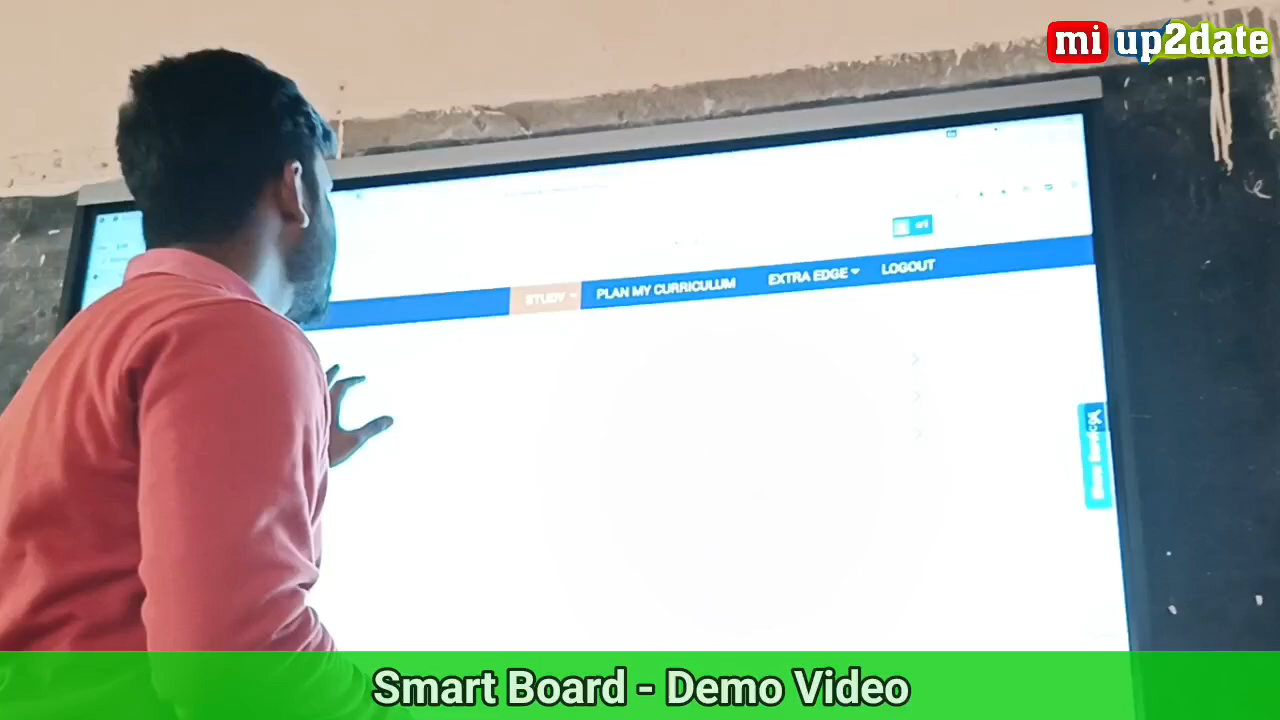 mi up2date
STUDY
PLAN MY CURRICULUM
EXTRA EDGE
LOGOUT
Smart Board - Demo Video